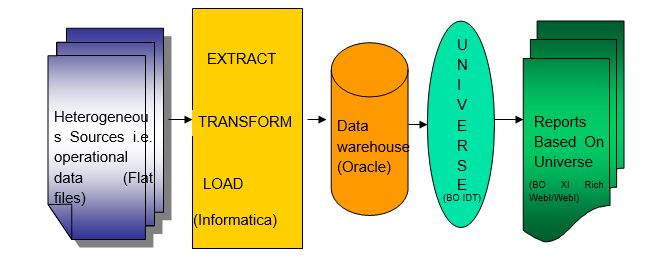 Heterogeneou
s Sources i.e.
operational
data (Flat
files)
EXTRACT
TRANSFORM
LOAD
(Informatica)
Data
warehouse
(Oracle)
U
N
I
V
E
R
S
E
(BO IDT)
Reports
Based On
Universe
(BO XI Rich
WebI/WebI)